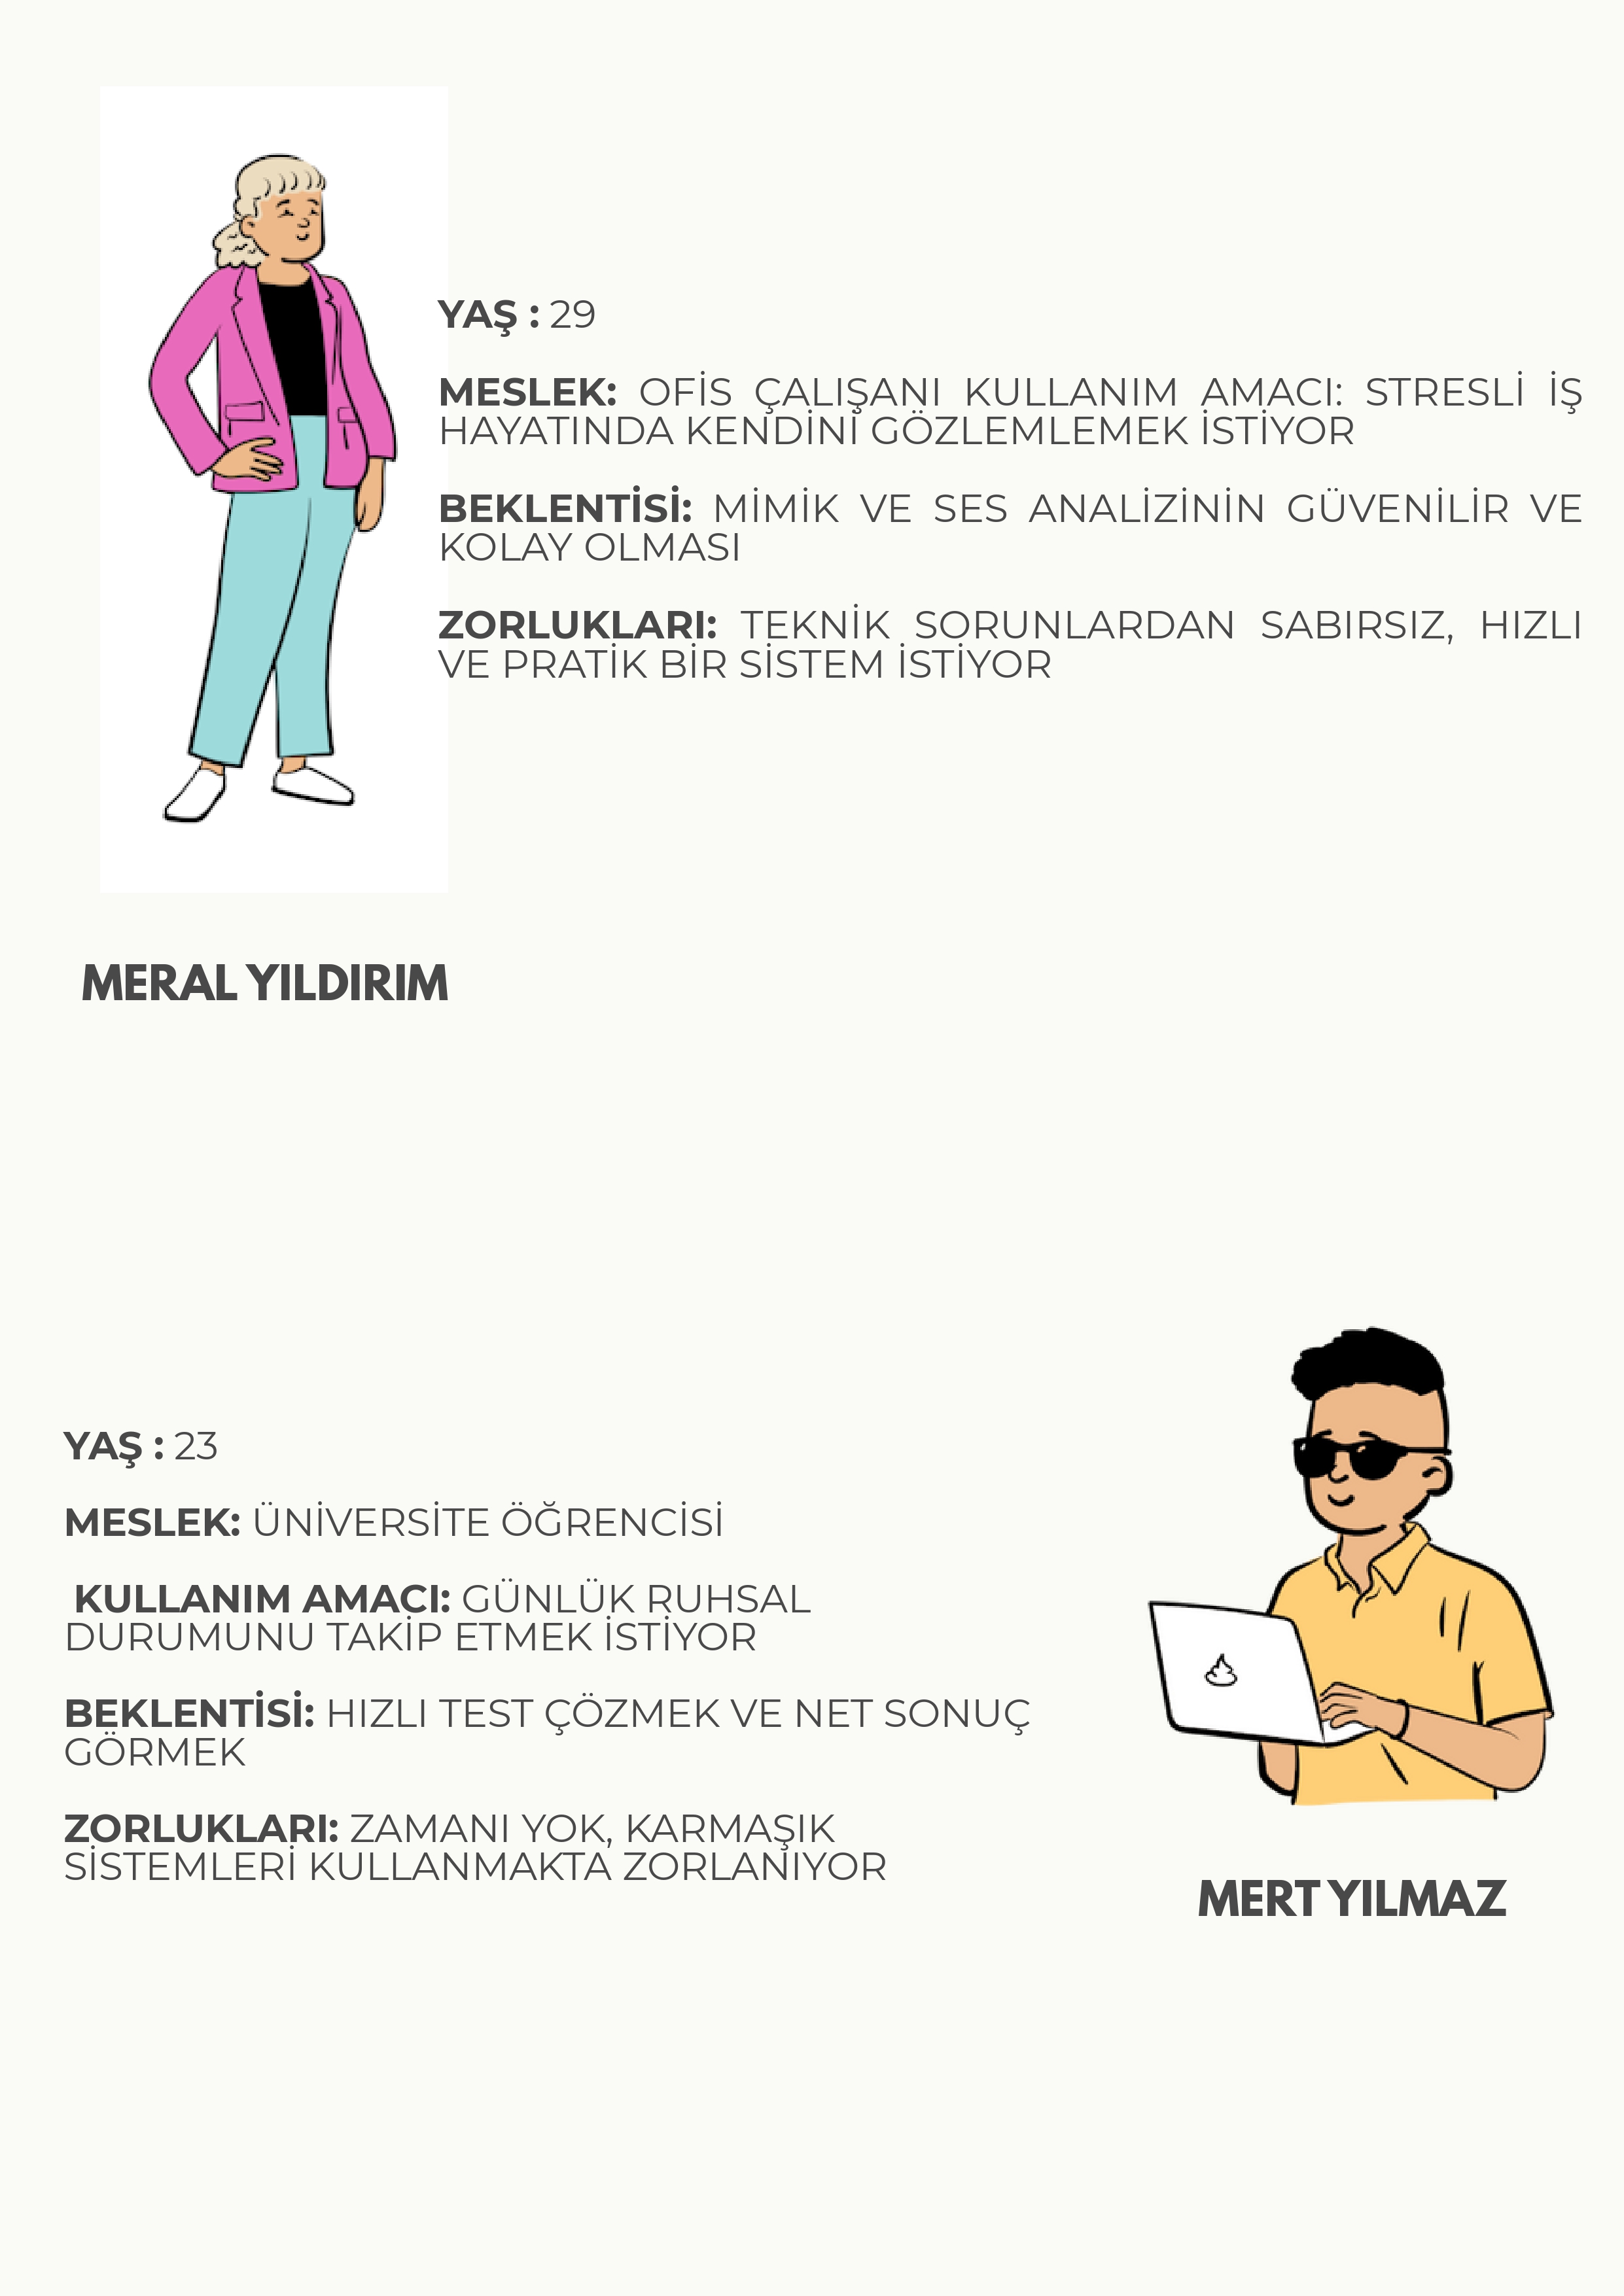 YAŞ : 29
MESLEK: OFİS ÇALIŞANI KULLANIM AMACI: STRESLİ İŞ
HAYATINDA KENDİNİ GÖZLEMLEMEK İSTİYOR
BEKLENTİSİ: MİMİK VE SES ANALİZİNİN GÜVENİLİR VE
KOLAY OLMASI
ZORLUKLARI: TEKNİK SORUNLARDAN SABIRSIZ, HIZLI
VE PRATİK BİR SİSTEM İSTİYOR
MERAL YILDIRIM
YAŞ : 23
MESLEK: ÜNİVERSİTE ÖĞRENCİSİ
KULLANIM AMACI: GÜNLÜK RUHSAL
DURUMUNU TAKİP ETMEK İSTİYOR
BEKLENTİSİ: HIZLI TEST ÇÖZMEK VE NET SONUÇ
GÖRMEK
ZORLUKLARI: ZAMANI YOK, KARMAŞIK
SİSTEMLERİ KULLANMAKTA ZORLANIYOR
MERT YILMAZ